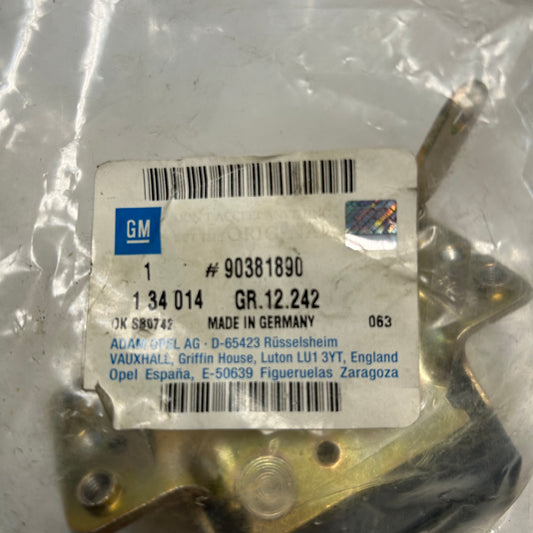 GM
1 # 90381890
1 34 014 GR.12.242
OK S80742 MADE IN GERMANY 063
ADAM OPEL AG · D-65423 Rüsselsheim
VAUXHALL, Griffin House, Luton LU1 3YT, England
Opel España, E-50639 Figueruelas Zaragoza